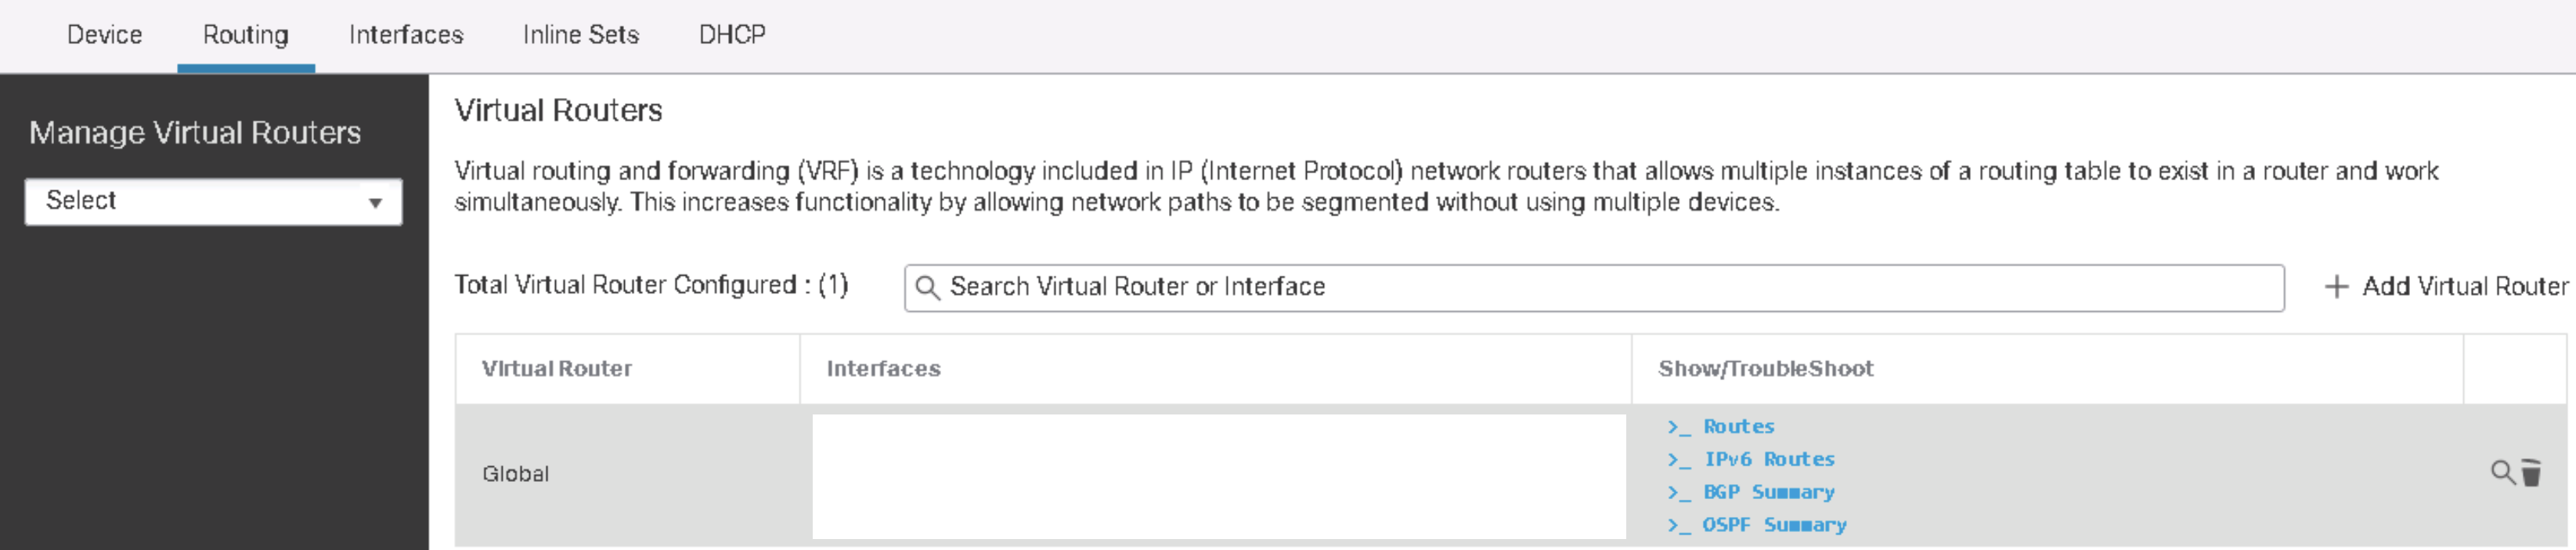 Device Routing Interfaces Inline Sets DHCP
Manage Virtual Routers
Select
Virtual Routers
Virtual routing and forwarding (VRF) is a technology included in IP (Internet Protocol) network routers that allows multiple instances of a routing table to exist in a router and work
simultaneously. This increases functionality by allowing network paths to be segmented without using multiple devices.
Total Virtual Router Configured : (1) Search Virtual Router or Interface + Add Virtual Router
Virtual Router Interfaces Show/TroubleShoot
Global
>_ Routes
>_ IPv6 Routes
>_ BGP Summary
>_ OSPF Summary